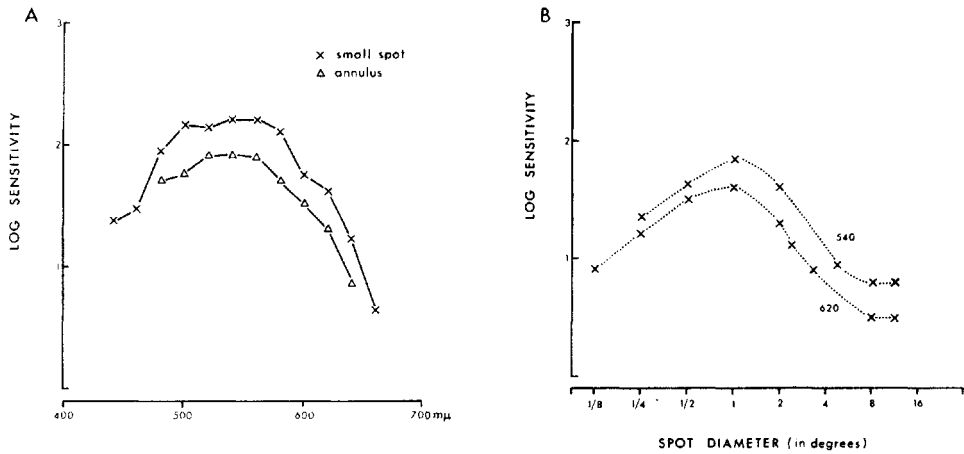 A
3
2
1
LOG SENSITIVITY
× small spot
△ annulus
400
500
600
700 mμ
B
3
2
1
LOG SENSITIVITY
540
620
1/8
1/4
1/2
1
2
4
8
16
SPOT DIAMETER (in degrees)